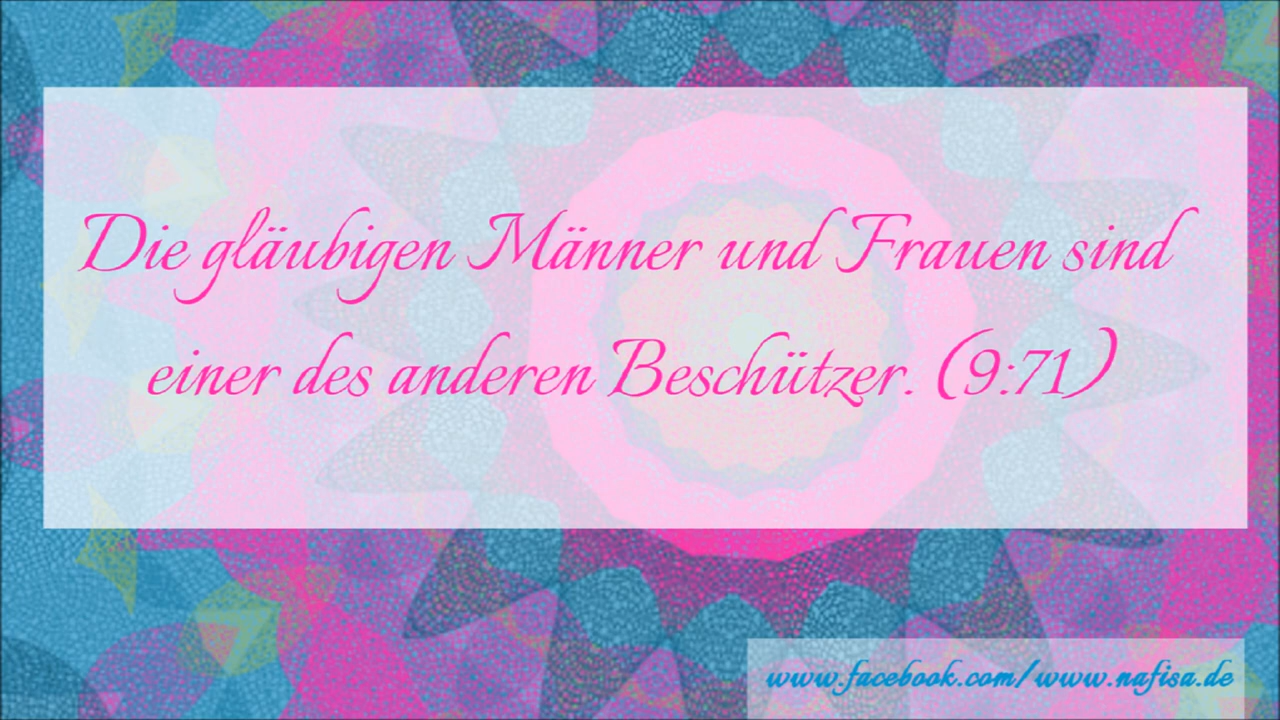 Die gläubigen Männer und Frauen sind
einer des anderen Beschützer. (9:71)
www.facebook.com/www.nafisa.de